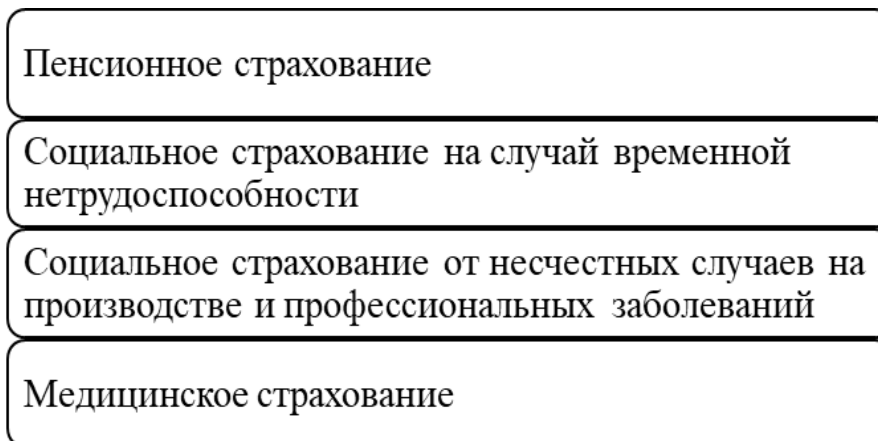 Пенсионное страхование
Социальное страхование на случай временной
нетрудоспособности
Социальное страхование от несчестных случаев на
производстве и профессиональных заболеваний
Медицинское страхование